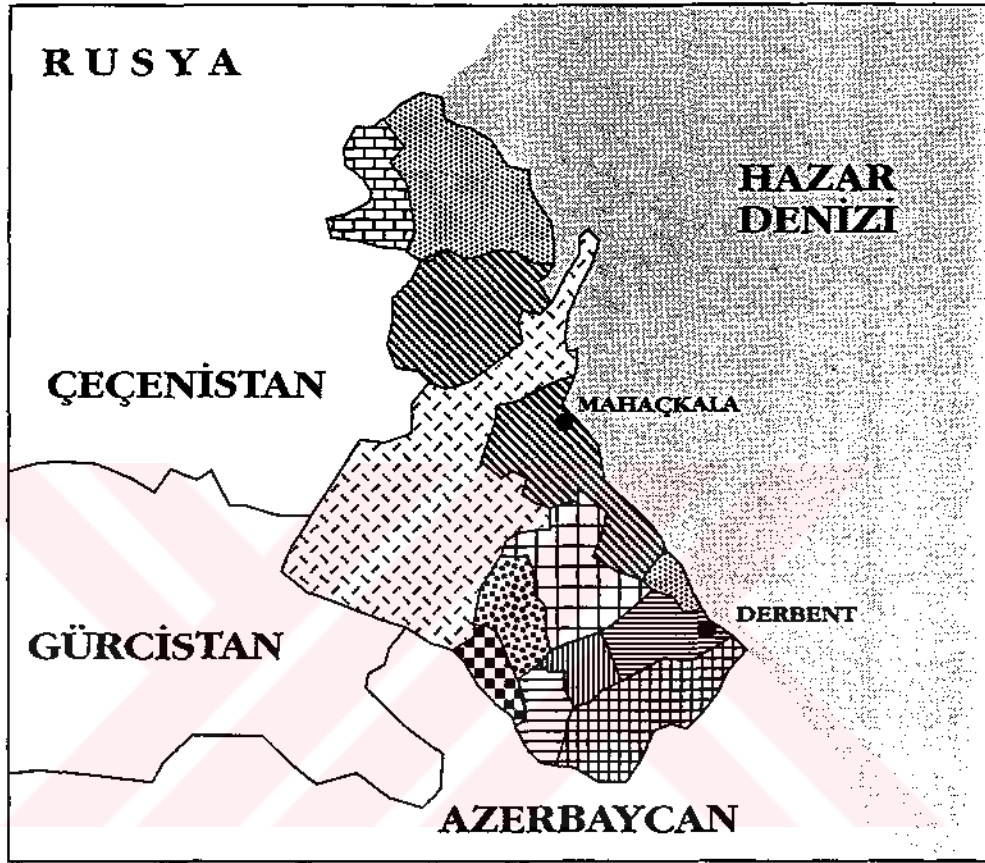 RUSYA
HAZAR
DENİZİ
ÇEÇENİSTAN
MAHAÇKALA
DERBENT
GÜRCİSTAN
AZERBAYCAN